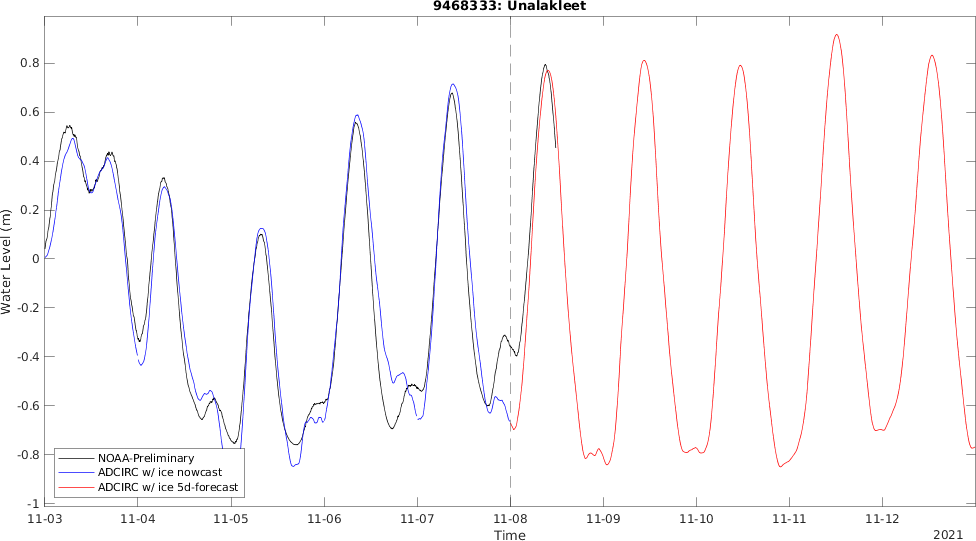 9468333: Unalakleet
Water Level (m)
0.8
0.6
0.4
0.2
0
-0.2
-0.4
-0.6
-0.8
-1
NOAA-Preliminary
ADCIRC w/ ice nowcast
ADCIRC w/ ice 5d-forecast
11-03 11-04 11-05 11-06 11-07 11-08 11-09 11-10 11-11 11-12
Time
2021